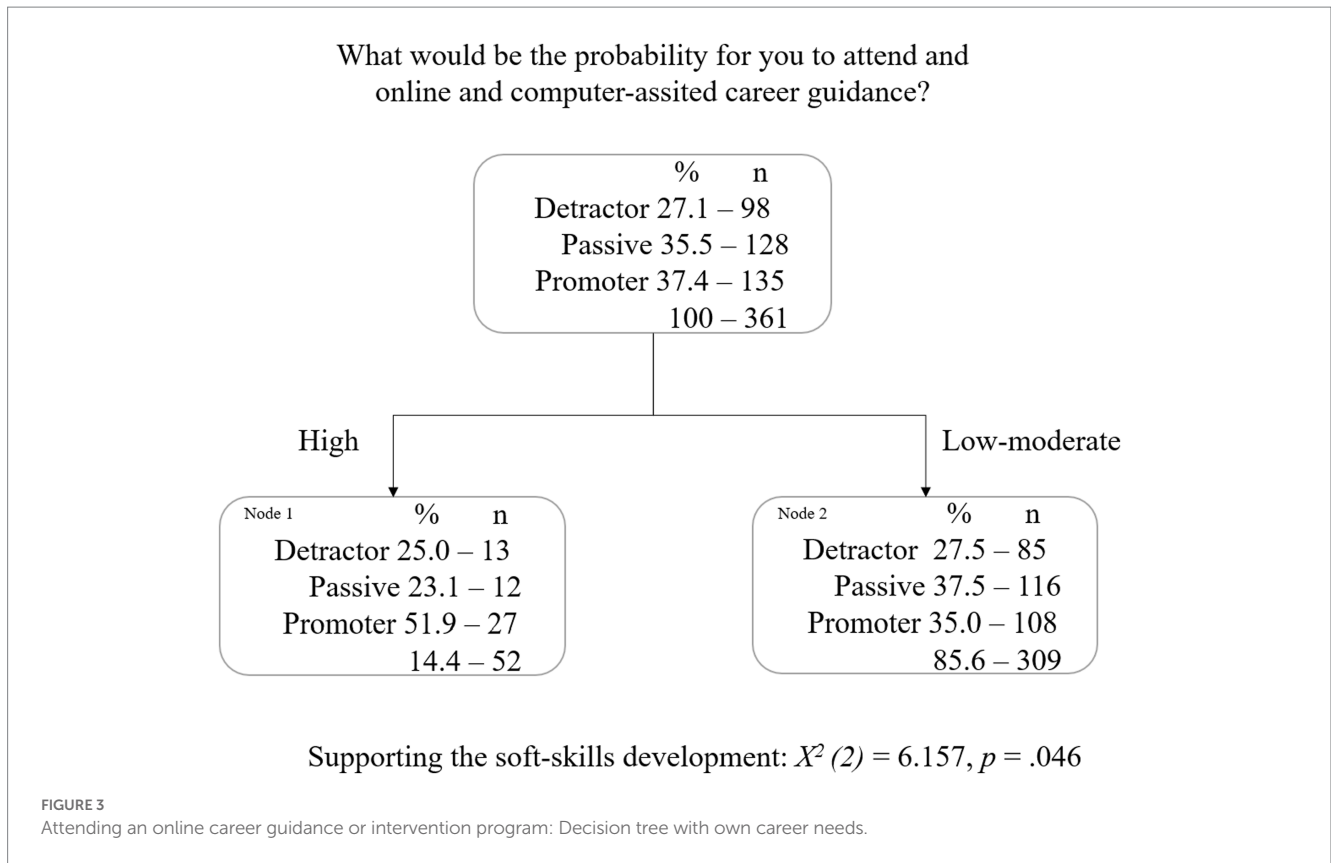 What would be the probability for you to attend and
online and computer-assited career guidance?
% n
Detractor 27.1 – 98
Passive 35.5 – 128
Promoter 37.4 – 135
100 – 361
High
Low-moderate
Node 1 % n
Detractor 25.0 – 13
Passive 23.1 – 12
Promoter 51.9 – 27
14.4 – 52
Node 2 % n
Detractor 27.5 – 85
Passive 37.5 – 116
Promoter 35.0 – 108
85.6 – 309
Supporting the soft-skills development: X² (2) = 6.157, p = .046
FIGURE 3
Attending an online career guidance or intervention program: Decision tree with own career needs.